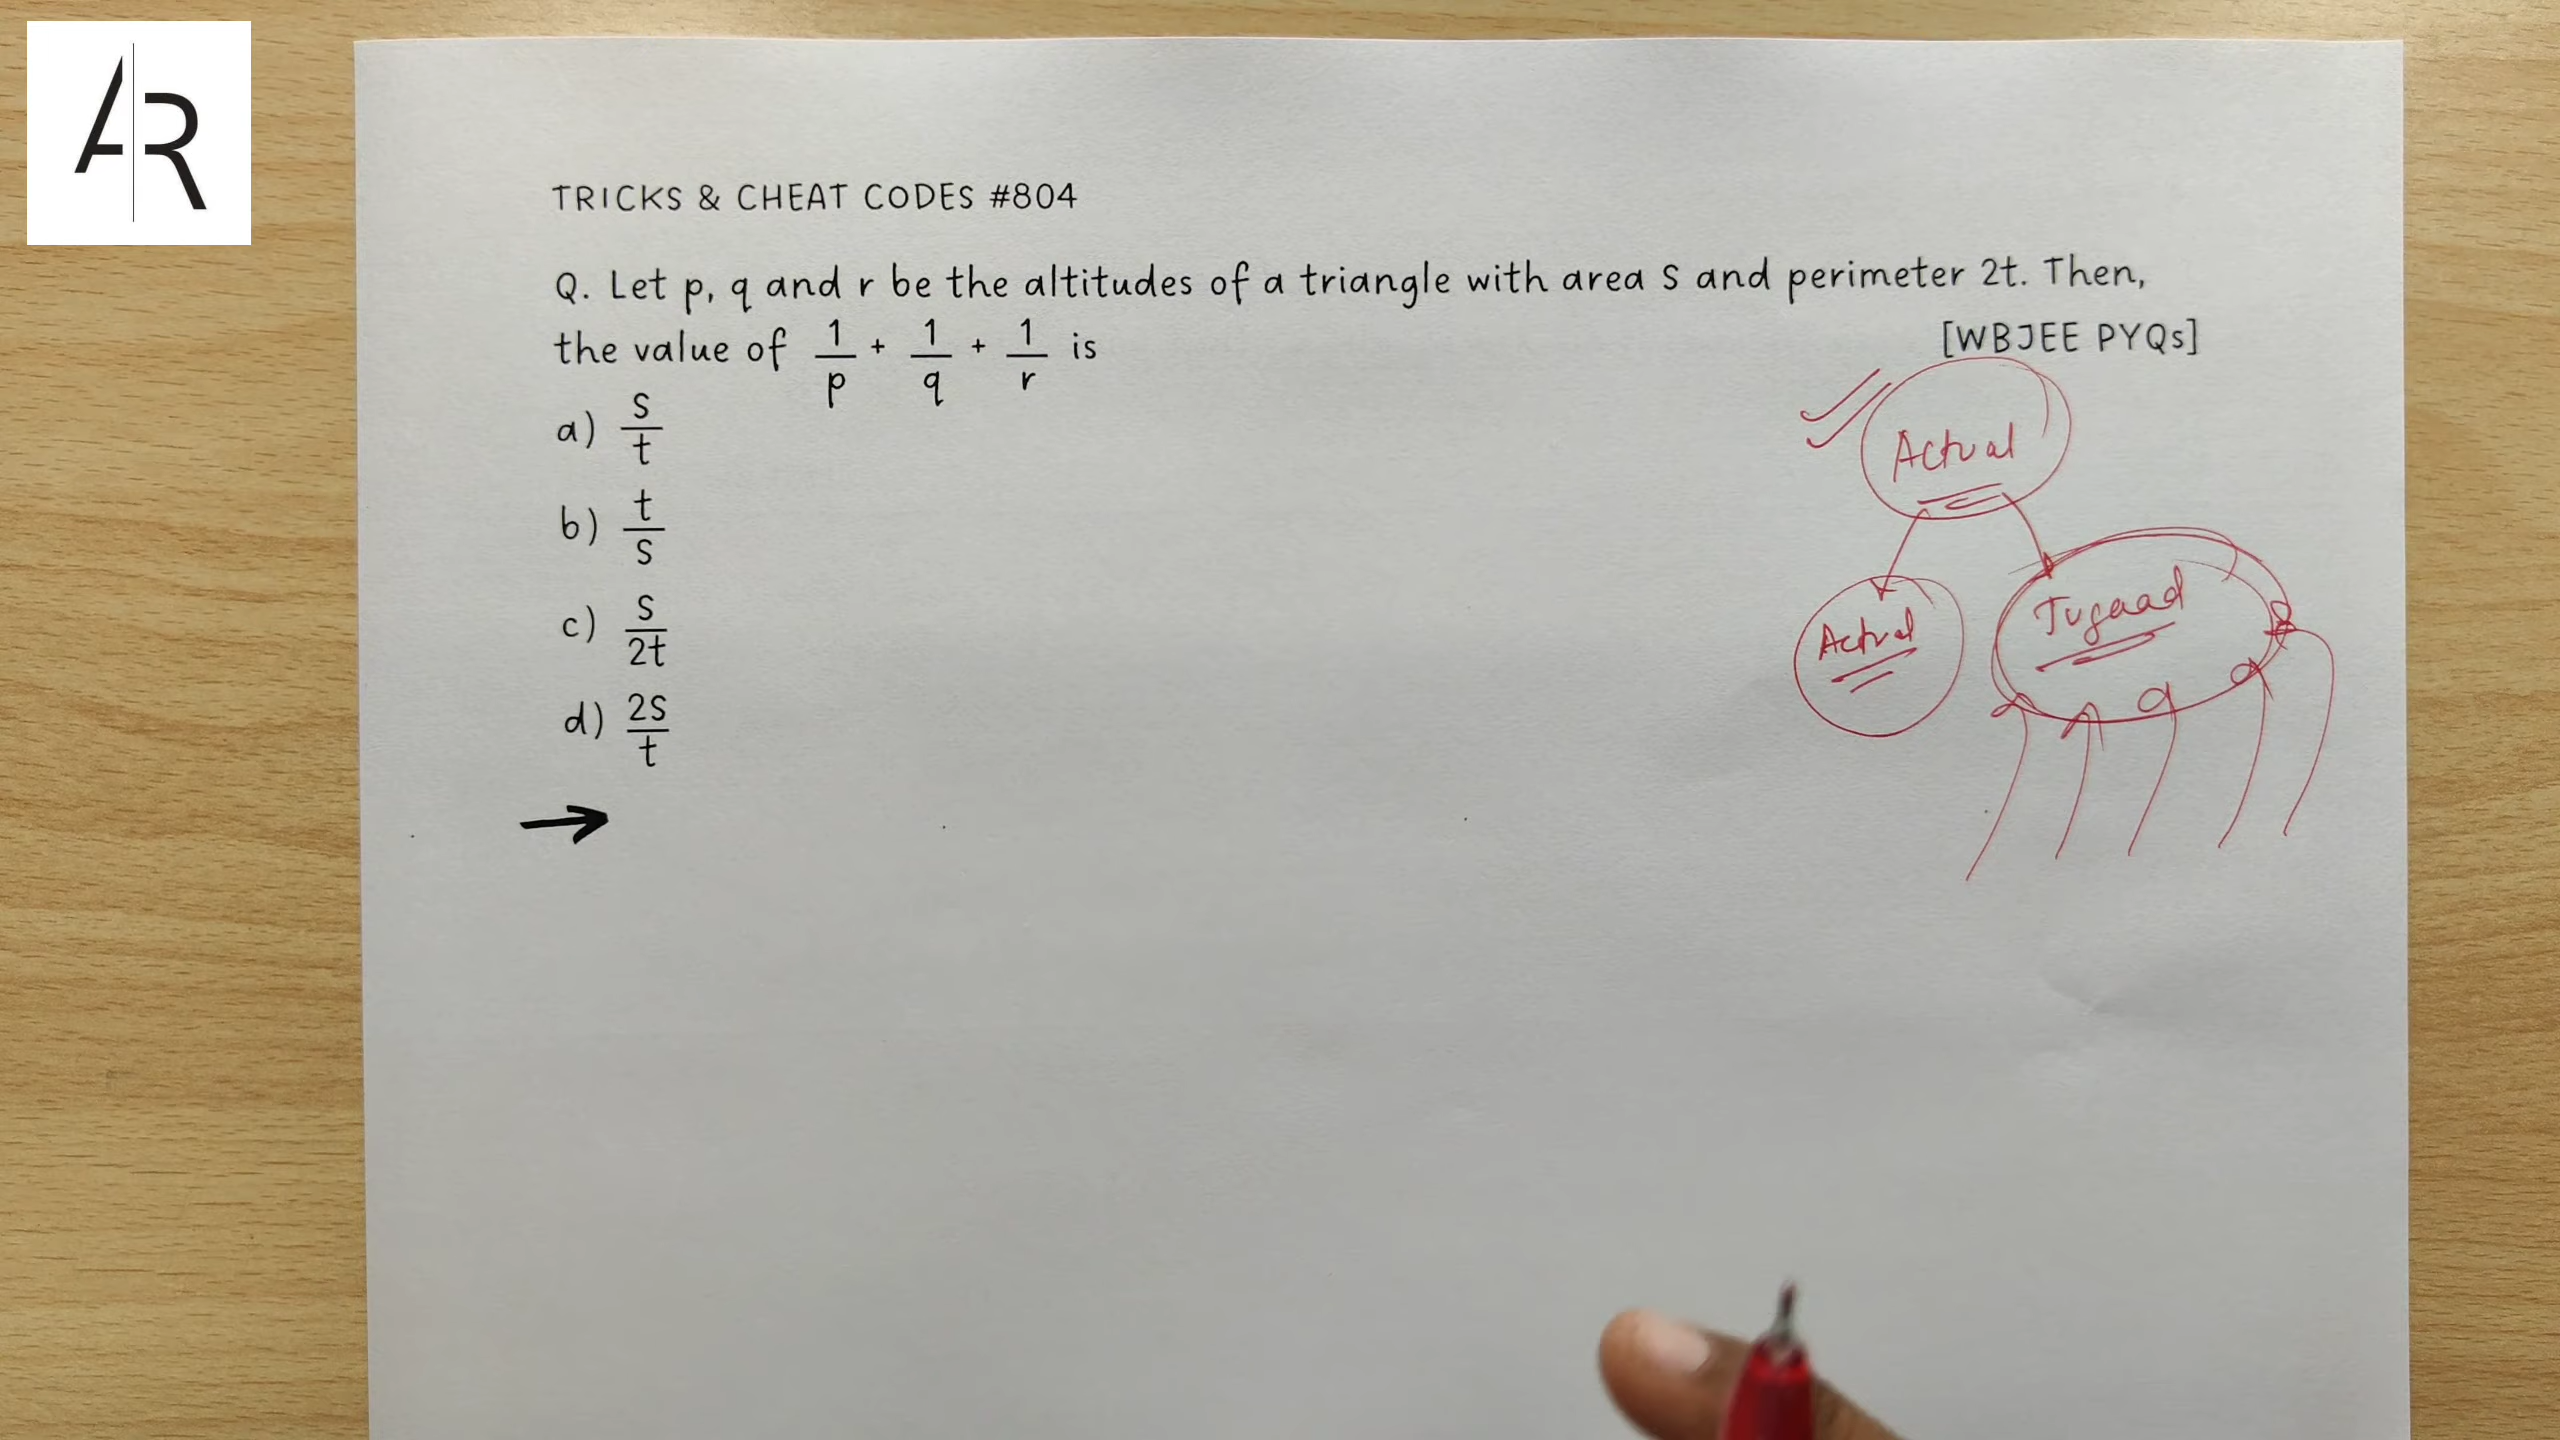 AR
TRICKS & CHEAT CODES #804
Q. Let p, q and r be the altitudes of a triangle with area S and perimeter 2t. Then,
the value of 1/p + 1/q + 1/r is
[WBJEE PYQs]
a) S/t
b) t/S
c) S/2t
d) 2S/t
Actual
Actual
Jugaad